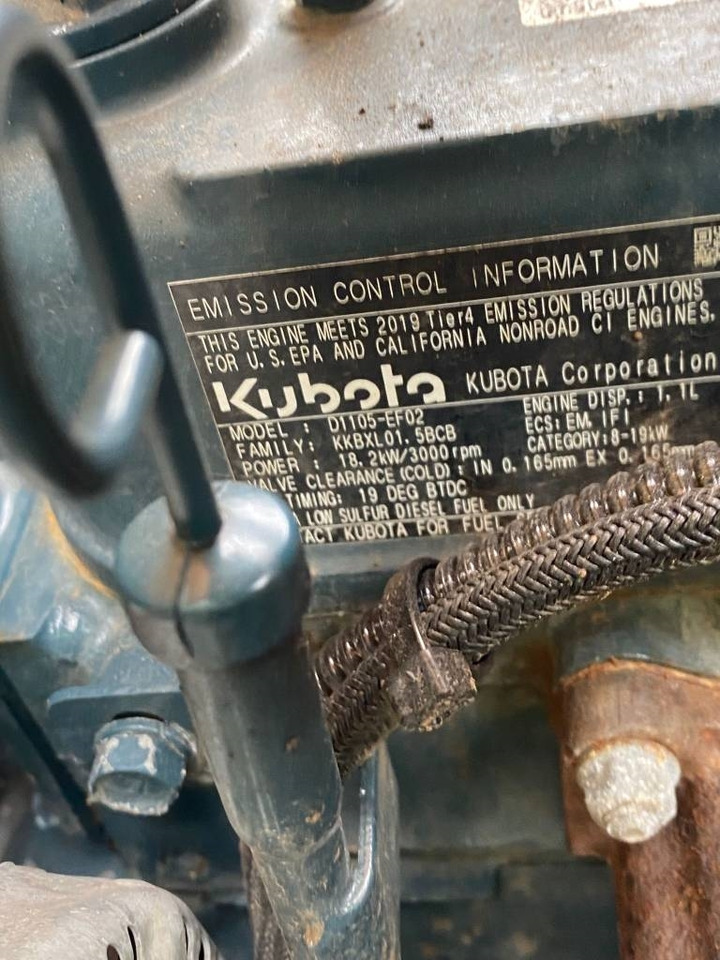 EMISSION CONTROL INFORMATION
THIS ENGINE MEETS 2019 Tier4 EMISSION REGULATIONS
FOR U.S.EPA AND CALIFORNIA NONROAD CI ENGINES.
Kubota KUBOTA Corporation
MODEL : D1105-EF02 ENGINE DISP.: 1.1L
FAMILY: KKBXL01.5BCB ECS: EM, IFI
POWER : 18.2kW/3000rpm CATEGORY:8-19kW
VALVE CLEARANCE (COLD): IN 0.165mm EX 0.165mm
TIMING: 19 DEG BTDC
LOW SULFUR DIESEL FUEL ONLY
KUBOTA FOR FUEL